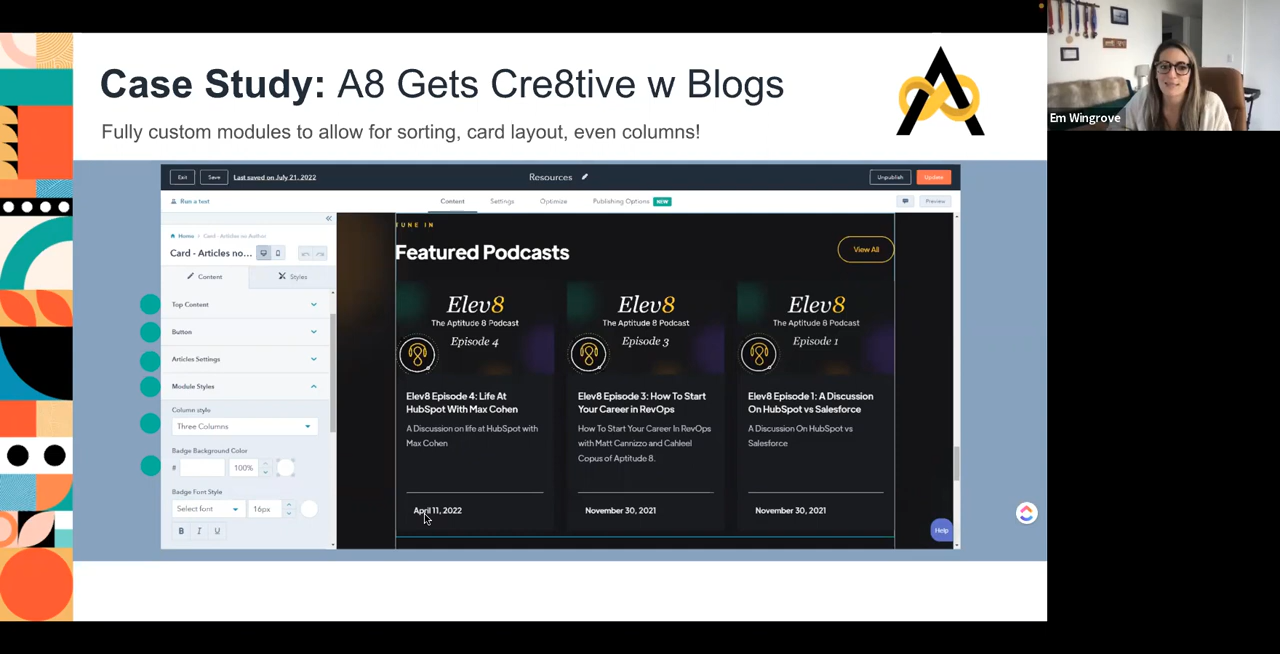 Case Study: A8 Gets Cre8tive w Blogs
Fully custom modules to allow for sorting, card layout, even columns!
Em Wingrove
Exit
Save
Last saved on July 21, 2022
Resources
Unpublish
Update
Run a test
Content
Settings
Optimize
Publishing Options
NEW
Preview
Home > Card - Articles no Author
Card - Articles no...
Content
Styles
Top Content
Button
Articles Settings
Module Styles
Column style
Three Columns
Badge Background Color
#
100%
Badge Font Style
Select font
16px
B I U
TUNE IN
Featured Podcasts
View All
Elev8
The Aptitude 8 Podcast
Episode 4
Elev8 Episode 4: Life At
HubSpot With Max Cohen
A Discussion on life at HubSpot with
Max Cohen
April 11, 2022
Elev8
The Aptitude 8 Podcast
Episode 3
Elev8 Episode 3: How To Start
Your Career in RevOps
How To Start Your Career In RevOps
with Matt Cannizzo and Cahleel
Copus of Aptitude 8.
November 30, 2021
Elev8
The Aptitude 8 Podcast
Episode 1
Elev8 Episode 1: A Discussion
On HubSpot vs Salesforce
A Discussion On HubSpot vs
Salesforce
November 30, 2021
Help